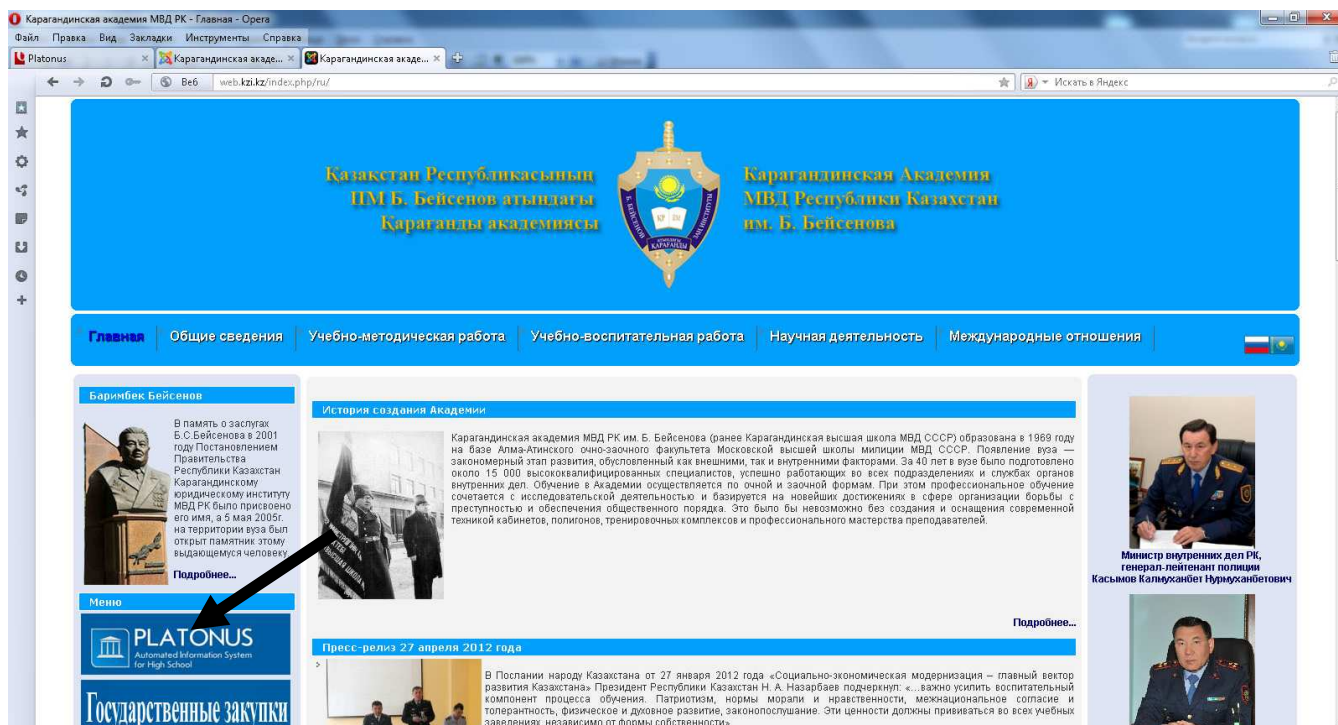 Карагандинская академия МВД РК - Главная - Opera
Файл Правка Вид Закладки Инструменты Справка
Platonus
Карагандинская акаде...
Карагандинская акаде...
Веб web.kzi.kz/index.php/ru/
Искать в Яндекс
Қазақстан Республикасының
ІІМ Б. Бейсенов атындағы
Қарағанды академиясы
Карагандинская Академия
МВД Республики Казахстан
им. Б. Бейсенова
Главная Общие сведения Учебно-методическая работа Учебно-воспитательная работа Научная деятельность Международные отношения
Баримбек Бейсенов
В память о заслугах
Б.С.Бейсенова в 2001
году Постановлением
Правительства
Республики Казахстан
Карагандинскому
юридическому институту
МВД РК было присвоено
его имя, а 5 мая 2005г.
на территории вуза был
открыт памятник этому
выдающемуся человеку.
Подробнее...
Меню
PLATONUS
Automated Information System
for High School
Государственные закупки
История создания Академии
Карагандинская академия МВД РК им. Б. Бейсенова (ранее Карагандинская высшая школа МВД СССР) образована в 1969 году
на базе Алма-Атинского очно-заочного факультета Московской высшей школы милиции МВД СССР. Появление вуза —
закономерный этап развития, обусловленный как внешними, так и внутренними факторами. За 40 лет в вузе было подготовлено
около 15 000 высококвалифицированных специалистов, успешно работающих во всех подразделениях и службах органов
внутренних дел. Обучение в Академии осуществляется по очной и заочной формам. При этом профессиональное обучение
сочетается с исследовательской деятельностью и базируется на новейших достижениях в сфере организации борьбы с
преступностью и обеспечения общественного порядка. Это было бы невозможно без создания и оснащения современной
техникой кабинетов, полигонов, тренировочных комплексов и профессионального мастерства преподавателей.
Подробнее...
Пресс-релиз 27 апреля 2012 года
В Послании народу Казахстана от 27 января 2012 года «Социально-экономическая модернизация – главный вектор
развития Казахстана» Президент Республики Казахстан Н. А. Назарбаев подчеркнул: «...важно усилить воспитательный
компонент процесса обучения. Патриотизм, нормы морали и нравственности, межнациональное согласие и
толерантность, физическое и духовное развитие, законопослушание. Эти ценности должны прививаться во всех учебных
заведениях, независимо от формы собственности».
Министр внутренних дел РК,
генерал-лейтенант полиции
Касымов Калмуханбет Нурмуханбетович